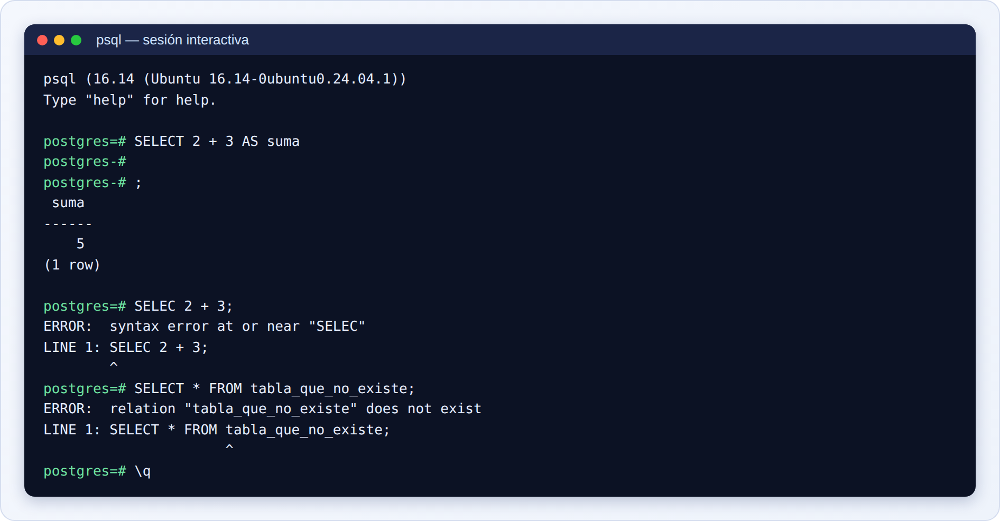 psql — sesión interactiva
psql (16.14 (Ubuntu 16.14-0ubuntu0.24.04.1))
Type "help" for help.
postgres=# SELECT 2 + 3 AS suma
postgres-#
postgres-# ;
 suma
------
    5
(1 row)
postgres=# SELEC 2 + 3;
ERROR:  syntax error at or near "SELEC"
LINE 1: SELEC 2 + 3;
        ^
postgres=# SELECT * FROM tabla_que_no_existe;
ERROR:  relation "tabla_que_no_existe" does not exist
LINE 1: SELECT * FROM tabla_que_no_existe;
                      ^
postgres=# \q